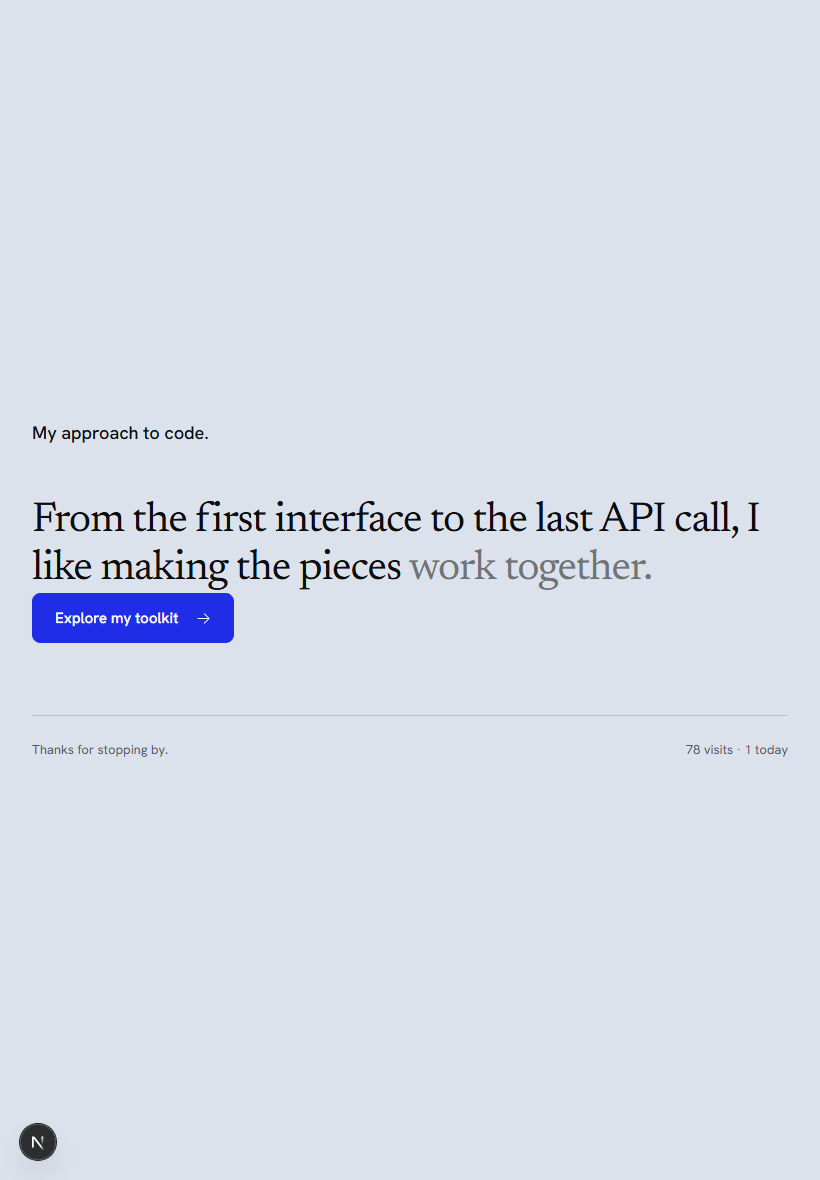 My approach to code.
From the first interface to the last API call, I
like making the pieces work together.
Explore my toolkit →
Thanks for stopping by.
78 visits · 1 today
N